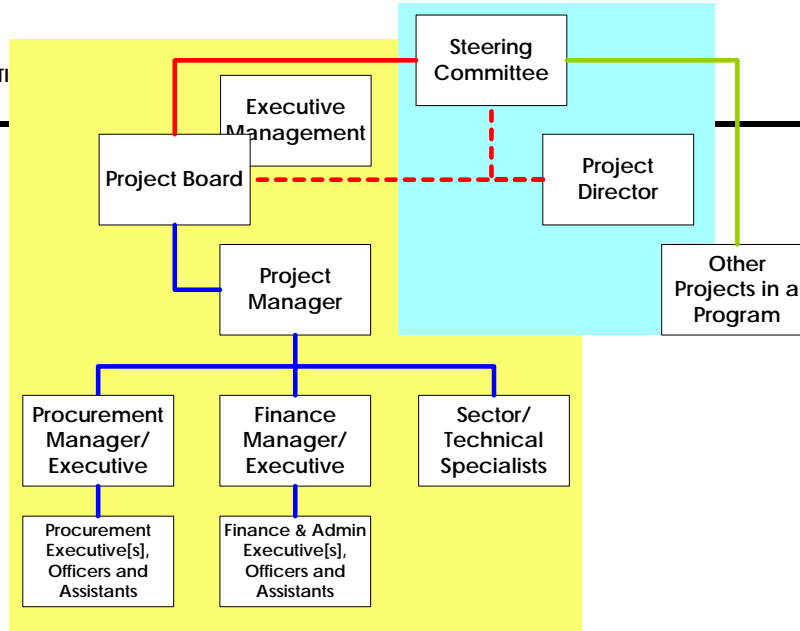 Steering
Committee
Executive
Management
Project Board
Project
Director
Project
Manager
Other
Projects in a
Program
Procurement
Manager/
Executive
Finance
Manager/
Executive
Sector/
Technical
Specialists
Procurement
Executive[s],
Officers and
Assistants
Finance & Admin
Executive[s],
Officers and
Assistants